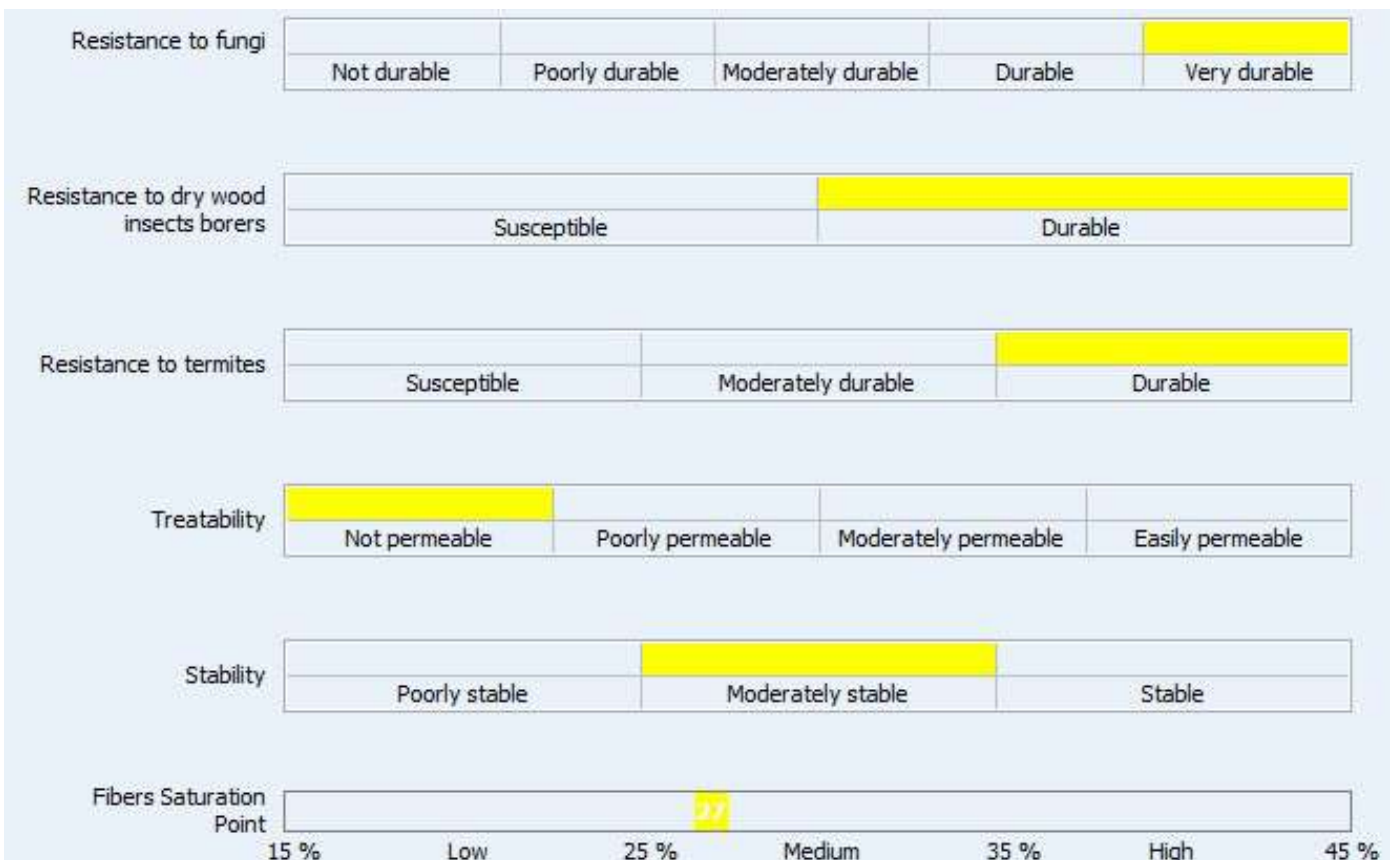 Resistance to fungi
Not durable Poorly durable Moderately durable Durable Very durable
Resistance to dry wood
insects borers
Susceptible Durable
Resistance to termites
Susceptible Moderately durable Durable
Treatability
Not permeable Poorly permeable Moderately permeable Easily permeable
Stability
Poorly stable Moderately stable Stable
Fibers Saturation
Point
27
15 % Low 25 % Medium 35 % High 45 %